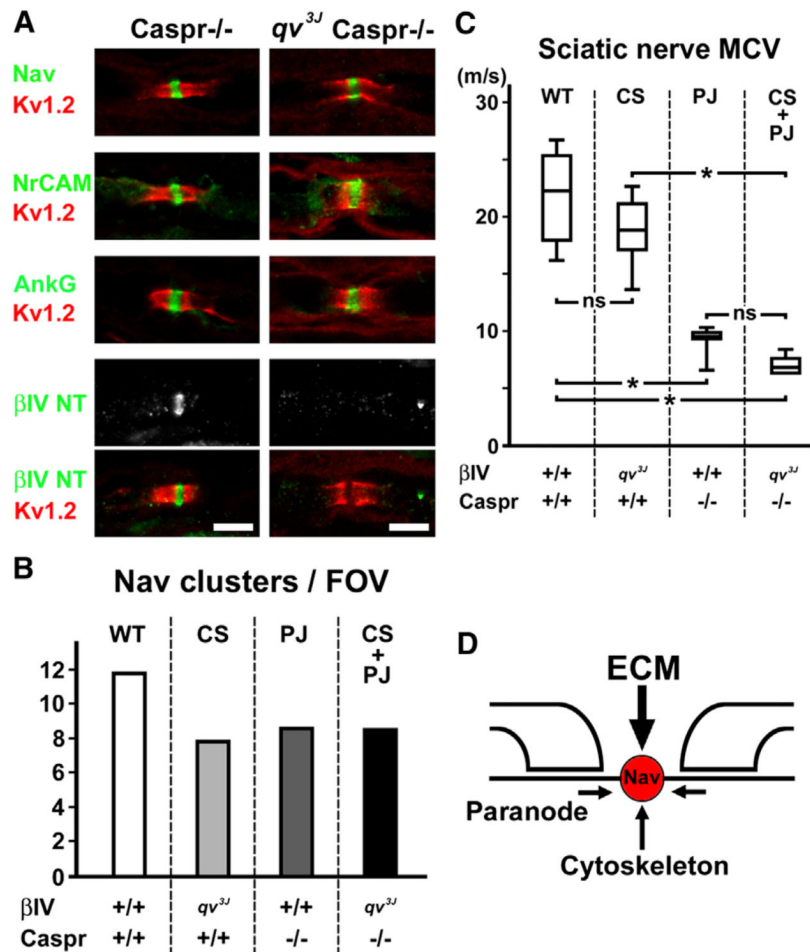 A
Caspr-/- qv3J Caspr-/-
Nav
Kv1.2
NrCAM
Kv1.2
AnkG
Kv1.2
βIV NT
βIV NT
Kv1.2
B
Nav clusters / FOV
WT CS PJ CS + PJ
12
10
8
6
4
2
0
βIV +/+ qv3J +/+ qv3J
Caspr +/+ +/+ -/- -/-
C
Sciatic nerve MCV
(m/s)
WT CS PJ CS + PJ
30
20
10
0
*
ns
ns
*
*
βIV +/+ qv3J +/+ qv3J
Caspr +/+ +/+ -/- -/-
D
ECM
Nav
Paranode
Cytoskeleton